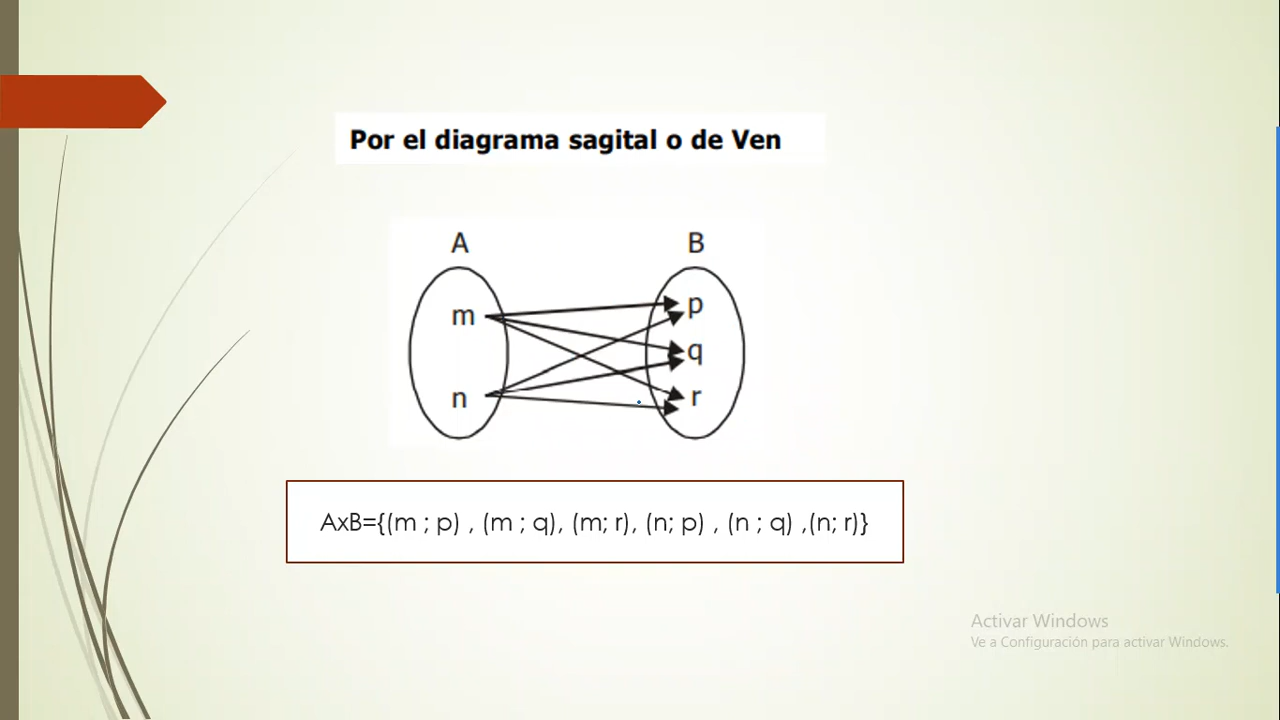 Por el diagrama sagital o de Ven
A B
m
n
p
q
r
AxB={(m ; p) , (m ; q), (m; r), (n; p) , (n ; q) ,(n; r)}
Activar Windows
Ve a Configuración para activar Windows.